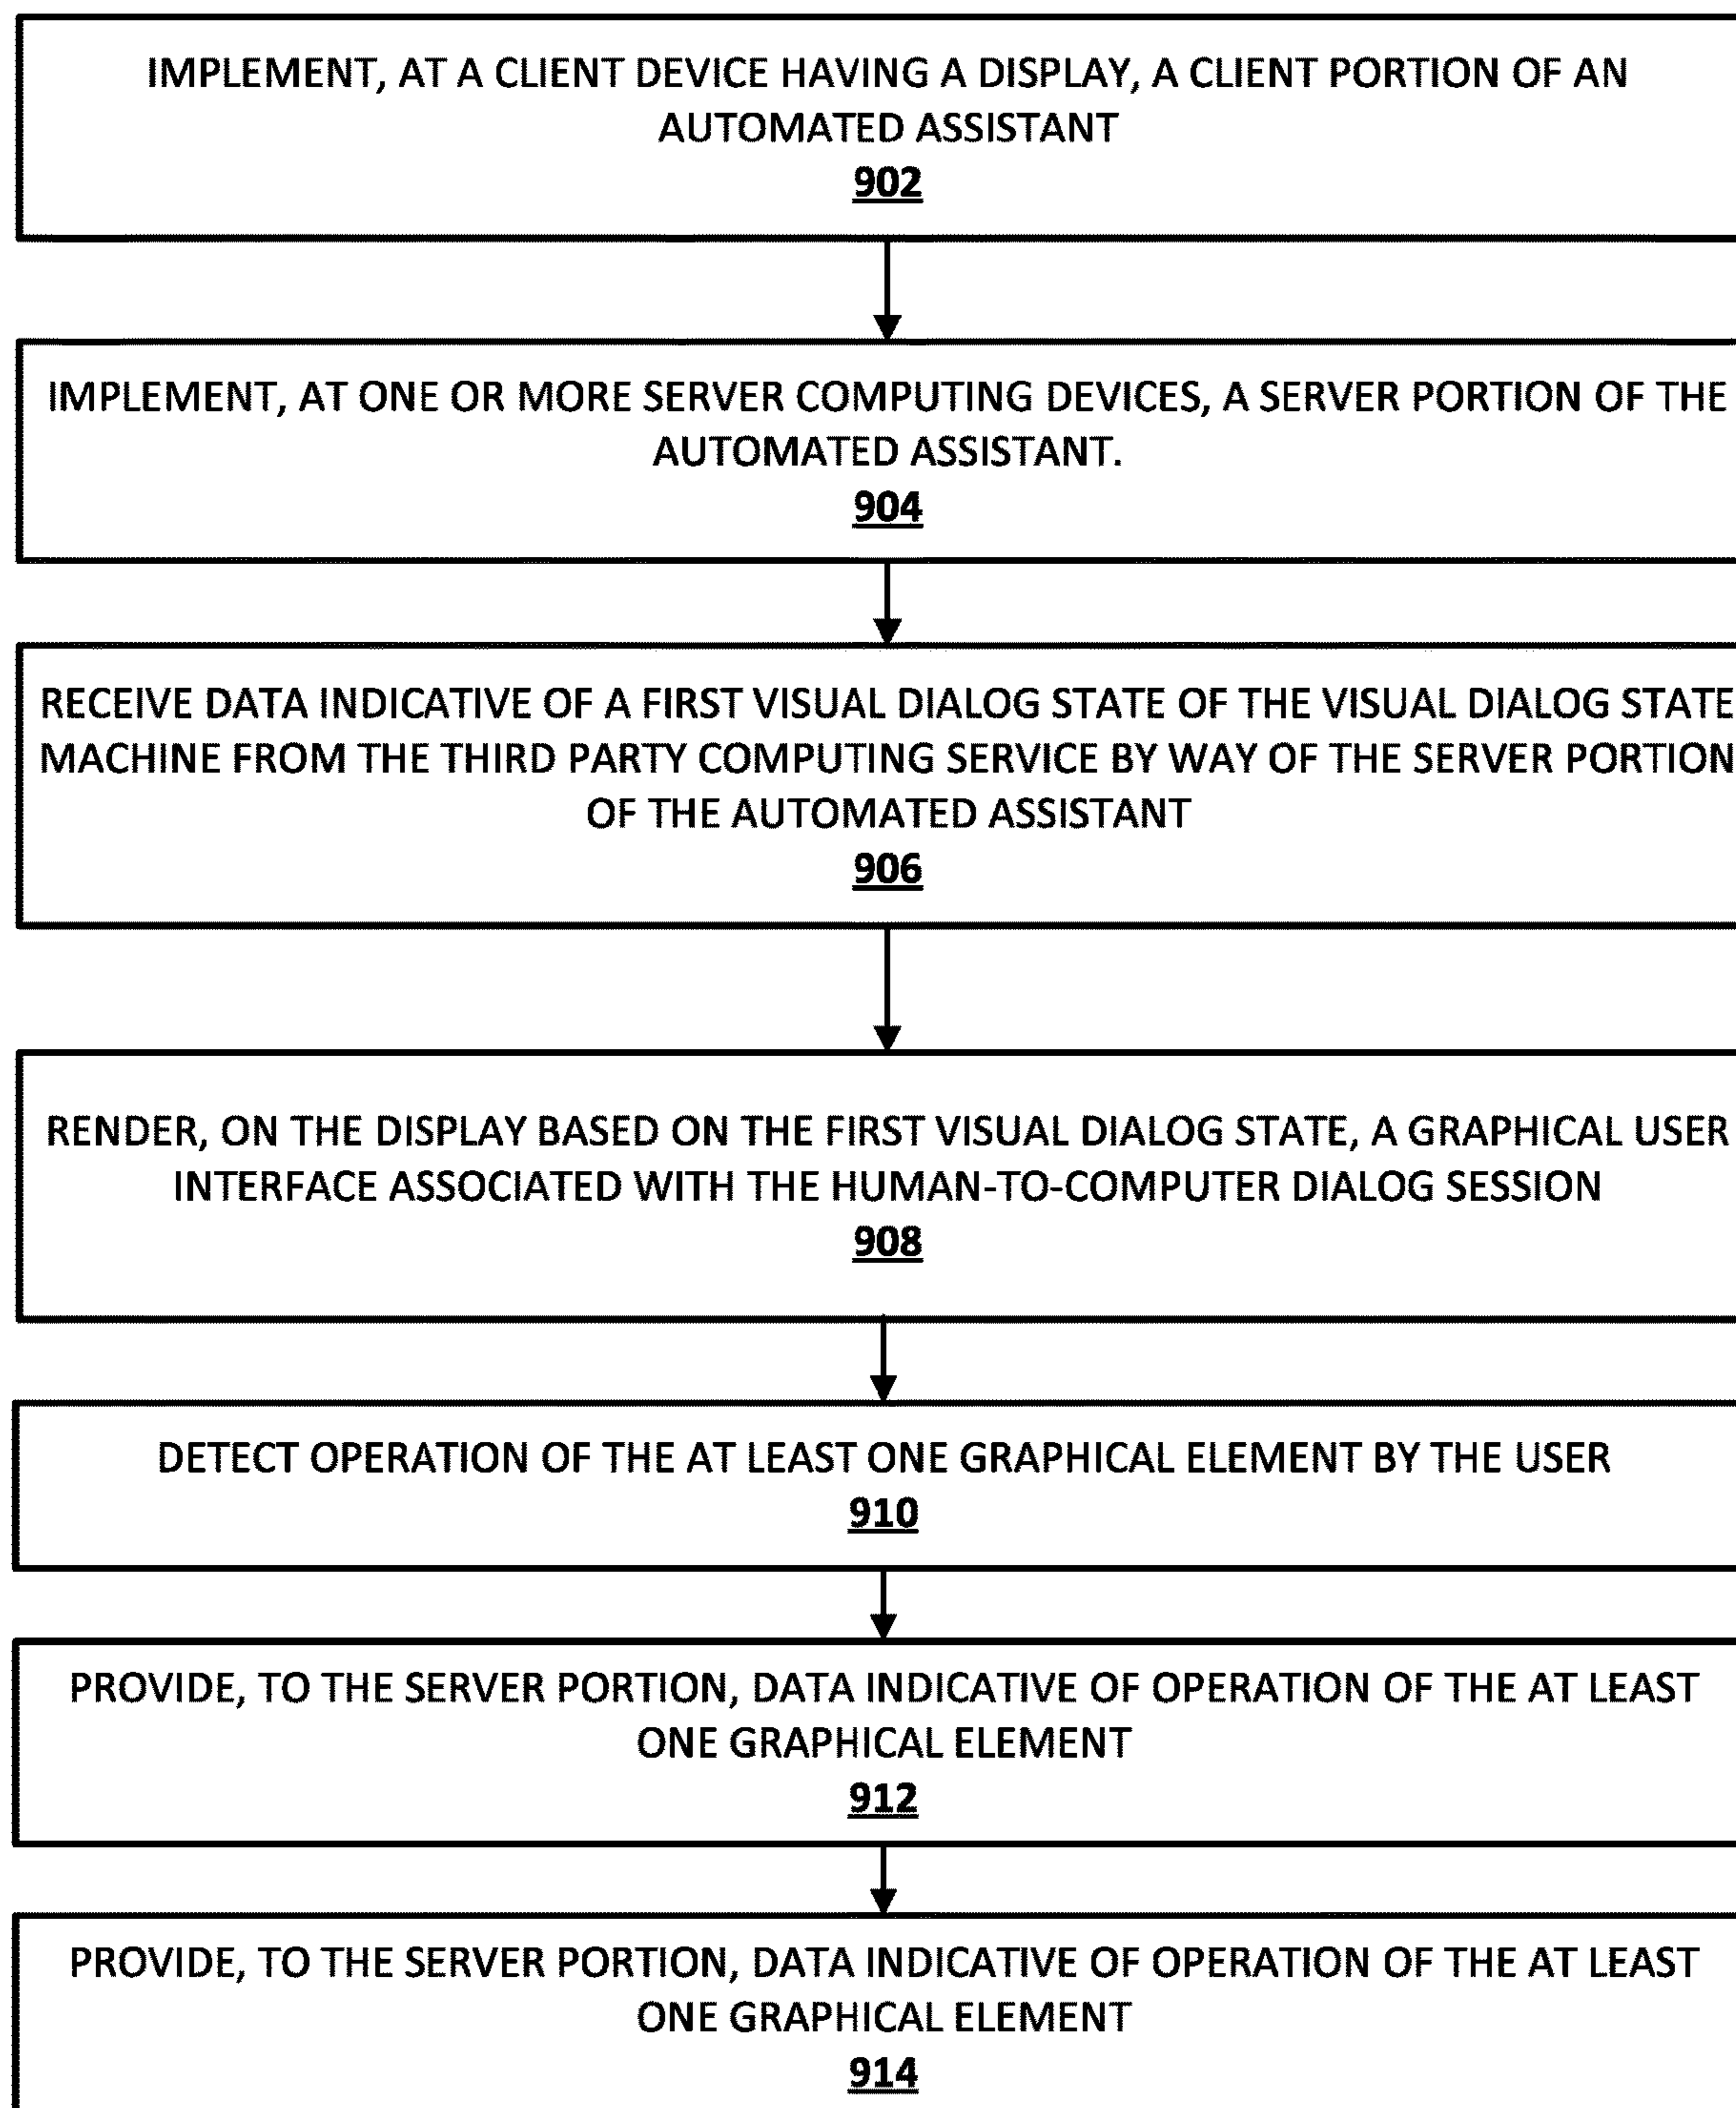 IMPLEMENT, AT A CLIENT DEVICE HAVING A DISPLAY, A CLIENT PORTION OF AN
AUTOMATED ASSISTANT
902
IMPLEMENT, AT ONE OR MORE SERVER COMPUTING DEVICES, A SERVER PORTION OF THE
AUTOMATED ASSISTANT.
904
RECEIVE DATA INDICATIVE OF A FIRST VISUAL DIALOG STATE OF THE VISUAL DIALOG STATE
MACHINE FROM THE THIRD PARTY COMPUTING SERVICE BY WAY OF THE SERVER PORTION
OF THE AUTOMATED ASSISTANT
906
RENDER, ON THE DISPLAY BASED ON THE FIRST VISUAL DIALOG STATE, A GRAPHICAL USER
INTERFACE ASSOCIATED WITH THE HUMAN-TO-COMPUTER DIALOG SESSION
908
DETECT OPERATION OF THE AT LEAST ONE GRAPHICAL ELEMENT BY THE USER
910
PROVIDE, TO THE SERVER PORTION, DATA INDICATIVE OF OPERATION OF THE AT LEAST
ONE GRAPHICAL ELEMENT
912
PROVIDE, TO THE SERVER PORTION, DATA INDICATIVE OF OPERATION OF THE AT LEAST
ONE GRAPHICAL ELEMENT
914